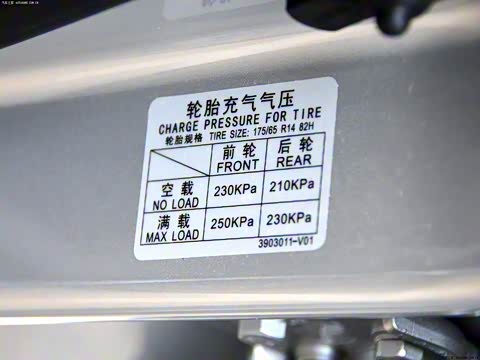 轮胎充气气压
CHARGE PRESSURE FOR TIRE
轮胎规格 TIRE SIZE: 175/65 R14 82H
前轮 后轮
FRONT REAR
空载 230KPa 210KPa
NO LOAD
满载 250KPa 230KPa
MAX LOAD
3903011-V01